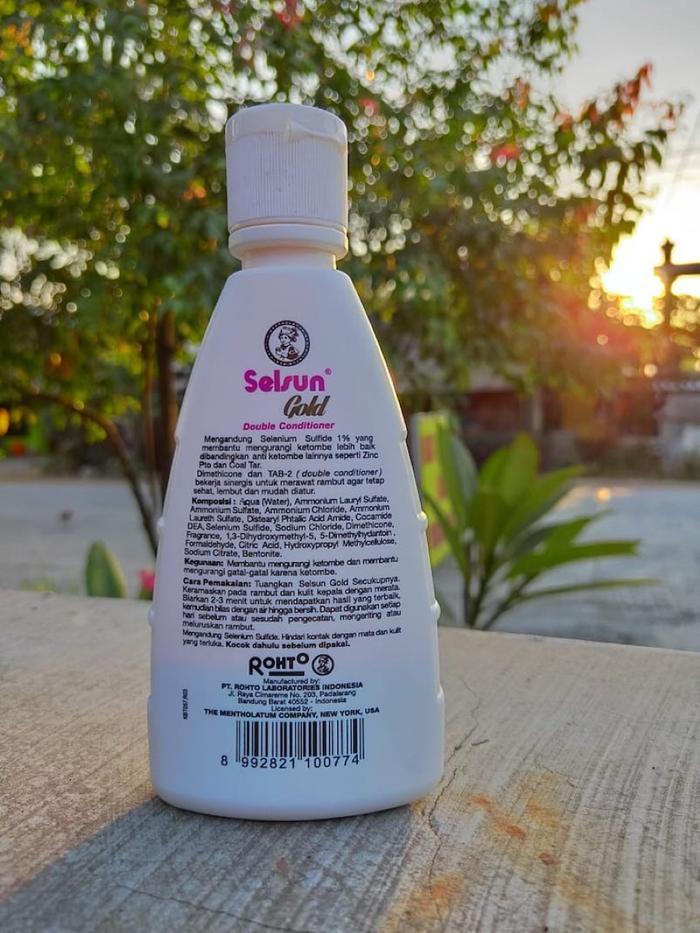 Selsun®
Gold
Double Conditioner
Mengandung Selenium Sulfide 1% yang
membantu mengurangi ketombe lebih baik
dibandingkan anti ketombe lainnya seperti Zinc
Pto dan Coal Tar.
Dimethicone dan TAB-2 ( double conditioner)
bekerja sinergis untuk merawat rambut agar tetap
sehat, lembut dan mudah diatur.
Komposisi : Aqua (Water), Ammonium Lauryl Sulfate,
Ammonium Sulfate, Ammonium Chloride, Ammonium
Laureth Sulfate, Distearyl Phtalic Acid Amide, Cocamide
DEA, Selenium Sulfide, Sodium Chloride, Dimethicone,
Fragrance, 1,3-Dihydroxymethyl-5, 5-Dimethylhydantoin ,
Formaldehyde, Citric Acid, Hydroxypropyl Methylcellulose,
Sodium Citrate, Bentonite.
Kegunaan: Membantu mengurangi ketombe dan membantu
mengurangi gatal-gatal karena ketombe.
Cara Pemakaian: Tuangkan Selsun Gold Secukupnya.
Keramaskan pada rambut dan kulit kepala dengan merata.
Biarkan 2-3 menit untuk mendapatkan hasil yang terbaik,
kemudian bilas dengan air hingga bersih. Dapat digunakan setiap
hari sebelum atau sesudah pengecatan, mengeriting atau
meluruskan rambut.
Mengandung Selenium Sulfide. Hindari kontak dengan mata dan kulit
yang terluka. Kocok dahulu sebelum dipakai.
ROHTO
Manufactured by:
PT. ROHTO LABORATORIES INDONESIA
Jl. Raya Cimareme No. 203, Padalarang
Bandung Barat 40552 - Indonesia
Licensed by:
THE MENTHOLATUM COMPANY, NEW YORK, USA
8 992821 100774